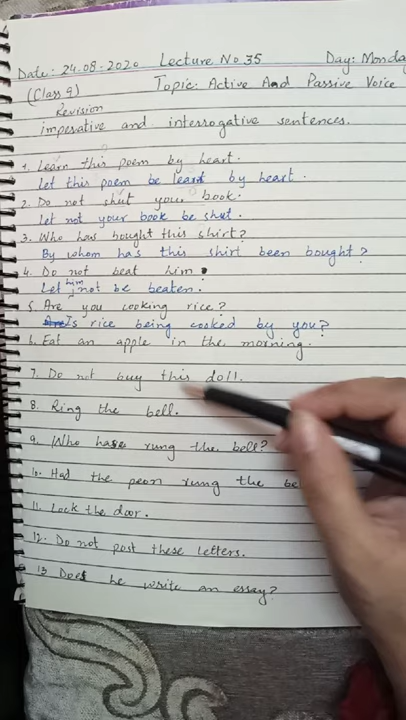 Date: 24.08.2020 Lecture No 35 Day: Monday
(Class 9) Topic: Active And Passive Voice
Revision
imperative and interrogative sentences.
1. Learn this poem by heart.
Let this poem be learnt by heart.
2. Do not shut your book.
Let not your book be shut.
3. Who has bought this shirt?
By whom has this shirt been bought?
4. Do not beat him.
Let him not be beaten.
5. Are you cooking rice?
Is rice being cooked by you?
6. Eat an apple in the morning.
7. Do not buy this doll.
8. Ring the bell.
9. Who has rung the bell?
10. Had the peon rung the be
11. Lock the door.
12. Do not post these letters.
13 Does he write an essay?